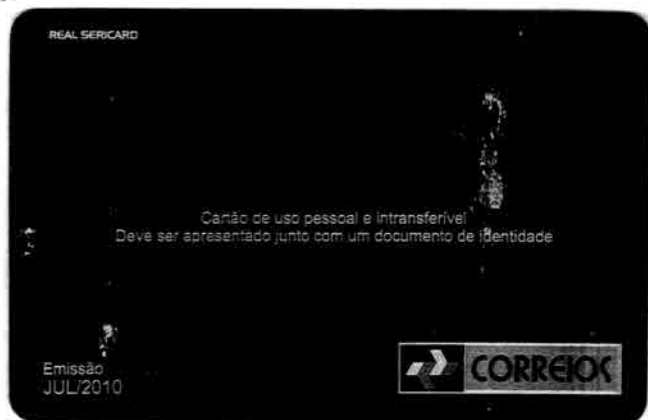 REAL SERICARD
Cartão de uso pessoal e intransferível
Deve ser apresentado junto com um documento de identidade
Emissão
JUL/2010
CORREIOS